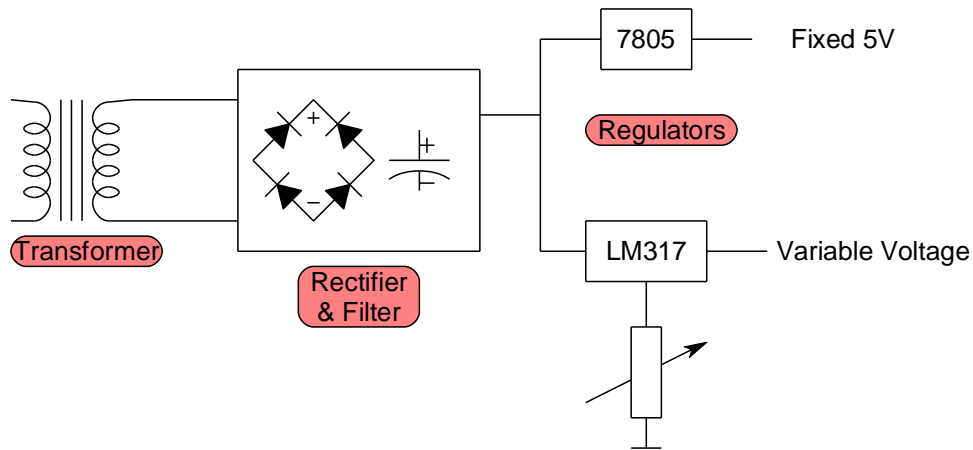 7805
Fixed 5V
Regulators
+
+
−
−
Transformer
LM317
Variable Voltage
Rectifier
& Filter